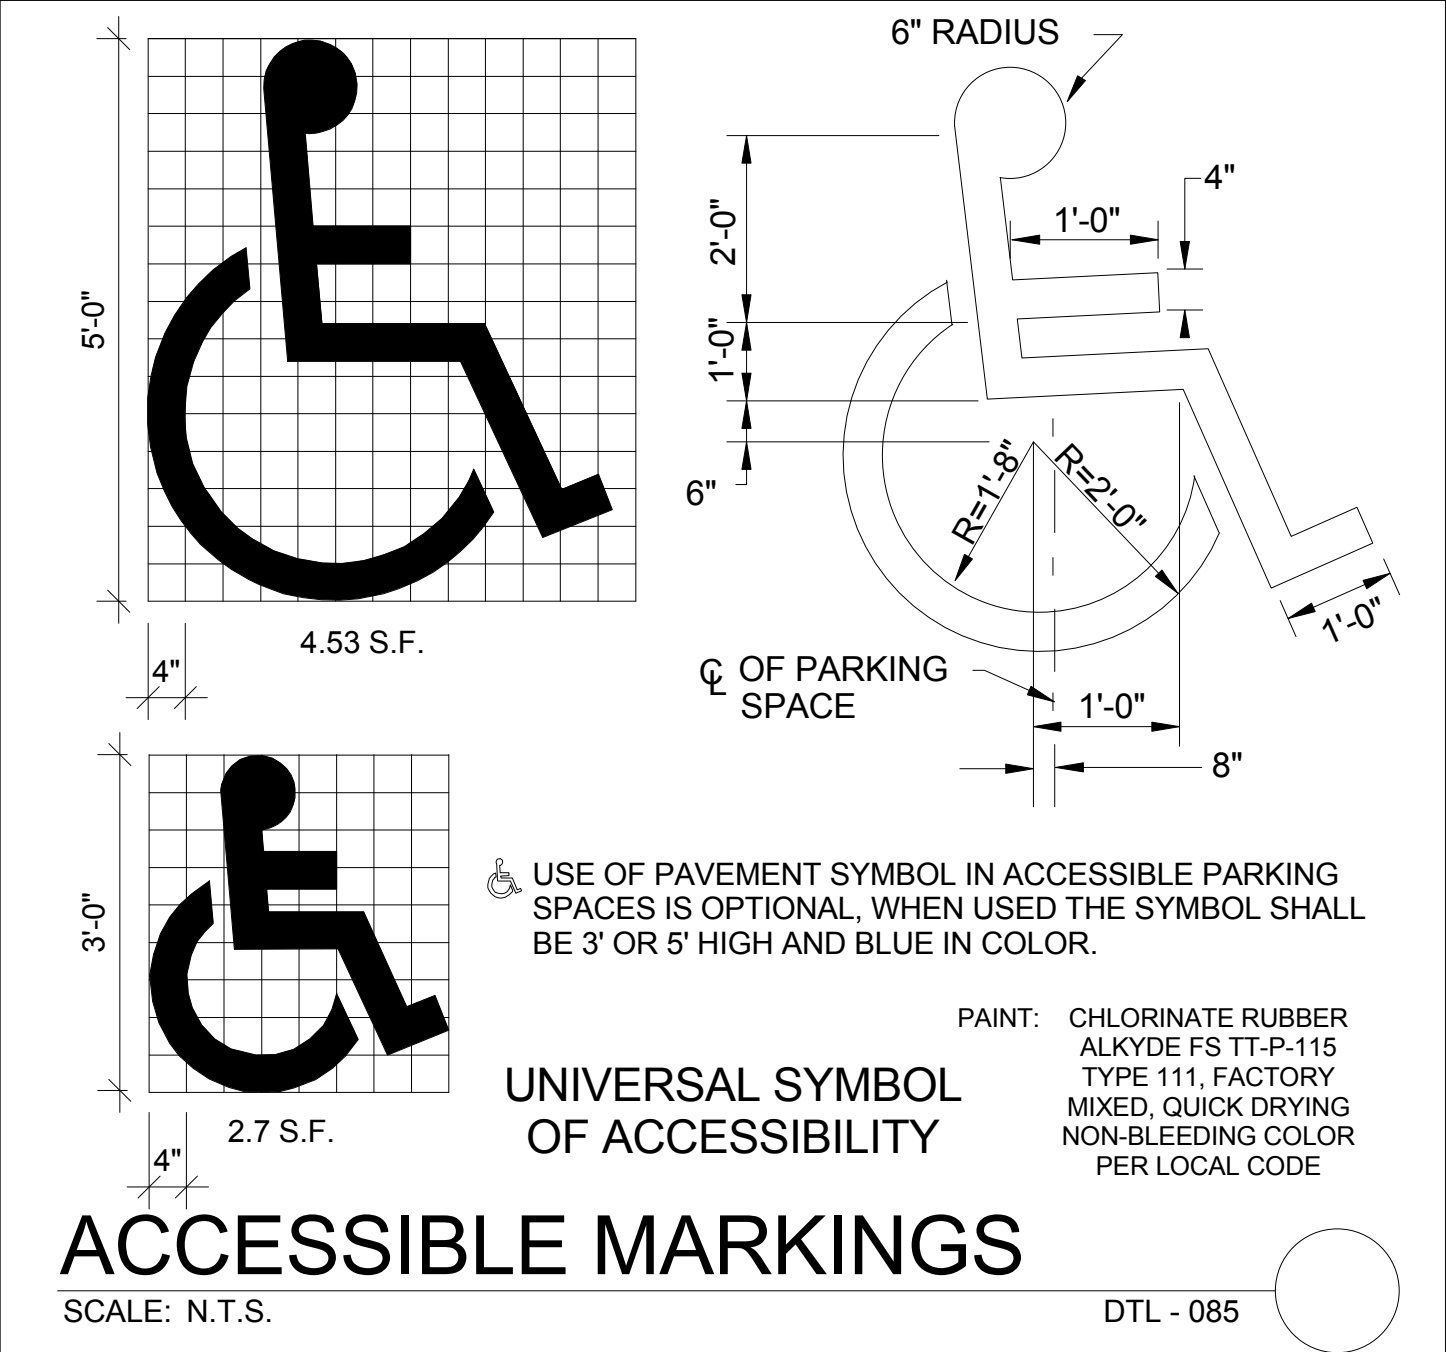 6" RADIUS
5'-0"
2'-0"
1'-0"
4"
1'-0"
6"
R=1'-8"
R=2'-0"
1'-0"
4.53 S.F.
4"
℄ OF PARKING
SPACE
1'-0"
8"
3'-0"
USE OF PAVEMENT SYMBOL IN ACCESSIBLE PARKING
SPACES IS OPTIONAL, WHEN USED THE SYMBOL SHALL
BE 3' OR 5' HIGH AND BLUE IN COLOR.
PAINT: CHLORINATE RUBBER
ALKYDE FS TT-P-115
TYPE 111, FACTORY
MIXED, QUICK DRYING
NON-BLEEDING COLOR
PER LOCAL CODE
UNIVERSAL SYMBOL
OF ACCESSIBILITY
2.7 S.F.
4"
ACCESSIBLE MARKINGS
SCALE: N.T.S.
DTL - 085